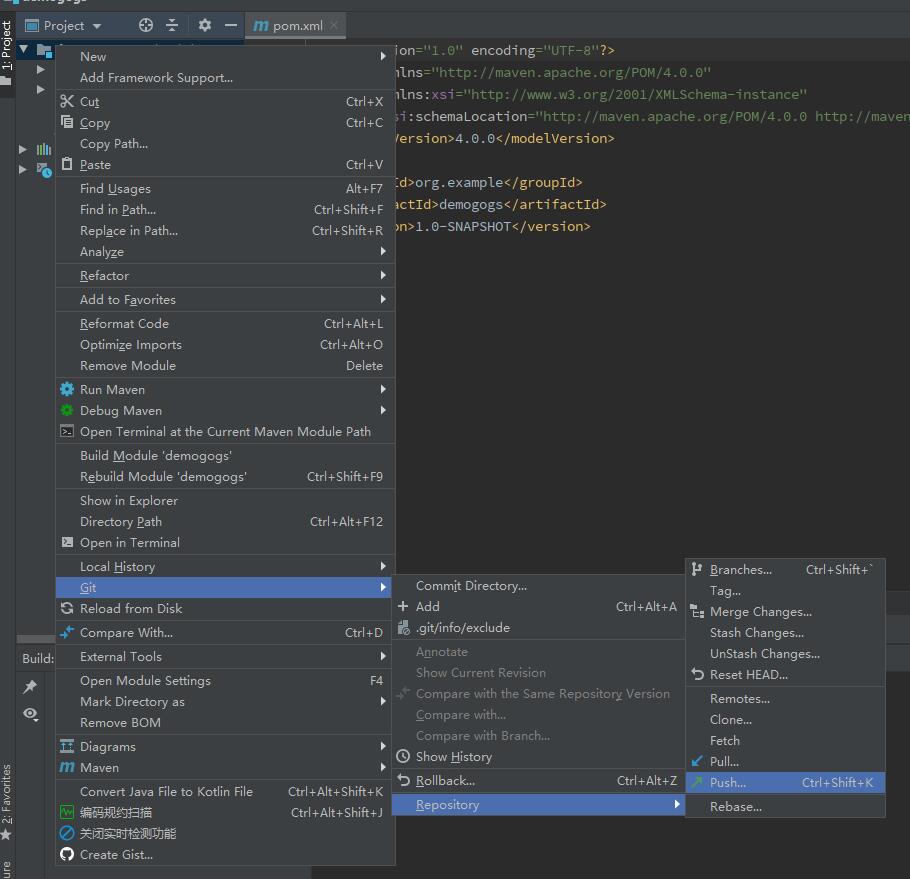 demogogs
Project
pom.xml
1: Project
ion="1.0" encoding="UTF-8"?>
mlns="http://maven.apache.org/POM/4.0.0"
mlns:xsi="http://www.w3.org/2001/XMLSchema-instance"
si:schemaLocation="http://maven.apache.org/POM/4.0.0 http://maven
Version>4.0.0</modelVersion>
Id>org.example</groupId>
actId>demogogs</artifactId>
on>1.0-SNAPSHOT</version>
New
Add Framework Support...
Cut Ctrl+X
Copy Ctrl+C
Copy Path...
Paste Ctrl+V
Find Usages Alt+F7
Find in Path... Ctrl+Shift+F
Replace in Path... Ctrl+Shift+R
Analyze
Refactor
Add to Favorites
Reformat Code Ctrl+Alt+L
Optimize Imports Ctrl+Alt+O
Remove Module Delete
Run Maven
Debug Maven
Open Terminal at the Current Maven Module Path
Build Module 'demogogs'
Rebuild Module 'demogogs' Ctrl+Shift+F9
Show in Explorer
Directory Path Ctrl+Alt+F12
Open in Terminal
Local History
Git
Reload from Disk
Compare With... Ctrl+D
External Tools
Open Module Settings F4
Mark Directory as
Remove BOM
Diagrams
Maven
Convert Java File to Kotlin File Ctrl+Alt+Shift+K
编码规约扫描 Ctrl+Alt+Shift+J
关闭实时检测功能
Create Gist...
Commit Directory...
Add Ctrl+Alt+A
.git/info/exclude
Annotate
Show Current Revision
Compare with the Same Repository Version
Compare with...
Compare with Branch...
Show History
Rollback... Ctrl+Alt+Z
Repository
Branches... Ctrl+Shift+`
Tag...
Merge Changes...
Stash Changes...
UnStash Changes...
Reset HEAD...
Remotes...
Clone...
Fetch
Pull...
Push... Ctrl+Shift+K
Rebase...
Build:
2: Favorites
ure